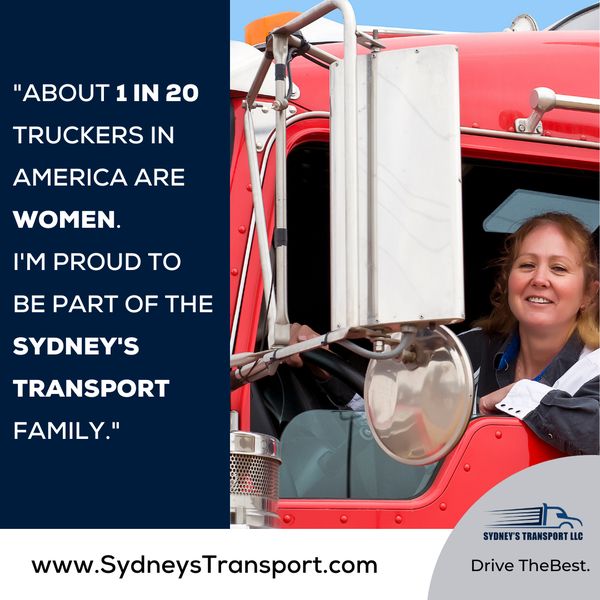 "ABOUT 1 IN 20
TRUCKERS IN
AMERICA ARE
WOMEN.
I'M PROUD TO
BE PART OF THE
SYDNEY'S
TRANSPORT
FAMILY."
www.SydneysTransport.com
SYDNEY'S TRANSPORT LLC
Drive TheBest.